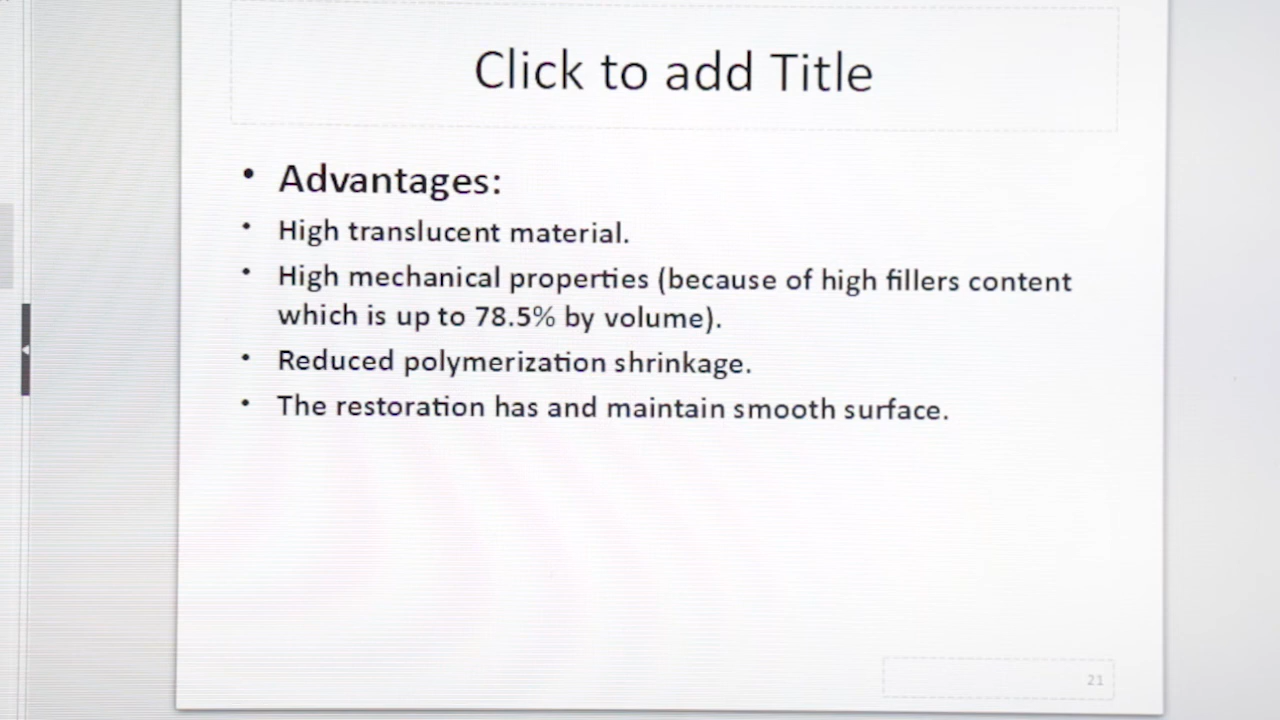 Click to add Title
• Advantages:
• High translucent material.
• High mechanical properties (because of high fillers content
which is up to 78.5% by volume).
• Reduced polymerization shrinkage.
• The restoration has and maintain smooth surface.
21